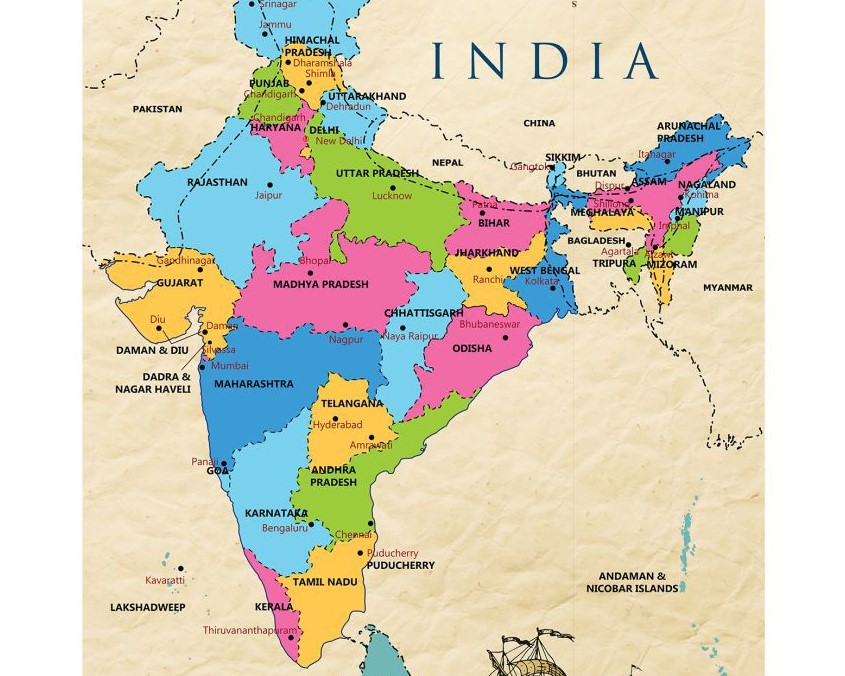 S
Srinagar
Jammu
INDIA
HIMACHAL
PRADESH
Dharamshala
Shimla
PUNJAB
Chandigarh
UTTARAKHAND
Dehradun
PAKISTAN
Chandigarh
HARYANA
DELHI
New Delhi
CHINA
ARUNACHAL
PRADESH
Itanagar
SIKKIM
Gangtok
NEPAL
BHUTAN
UTTAR PRADESH
Lucknow
RAJASTHAN
Jaipur
Dispur
ASSAM
NAGALAND
Kohima
Patna
BIHAR
Shillong
MEGHALAYA
MANIPUR
Imphal
BAGLADESH
Agartala
Aizawl
TRIPURA
MIZORAM
MYANMAR
Gandhinagar
GUJARAT
Bhopal
MADHYA PRADESH
JHARKHAND
Ranchi
WEST BENGAL
Kolkata
CHHATTISGARH
Naya Raipur
Bhubaneswar
ODISHA
Diu
Daman
Silvassa
DAMAN & DIU
Nagpur
Mumbai
DADRA &
NAGAR HAVELI
MAHARASHTRA
TELANGANA
Hyderabad
Amravati
Panaji
GOA
ANDHRA
PRADESH
KARNATAKA
Bengaluru
Chennai
Puducherry
PUDUCHERRY
TAMIL NADU
Kavaratti
LAKSHADWEEP
KERALA
Thiruvananthapuram
ANDAMAN &
NICOBAR ISLANDS